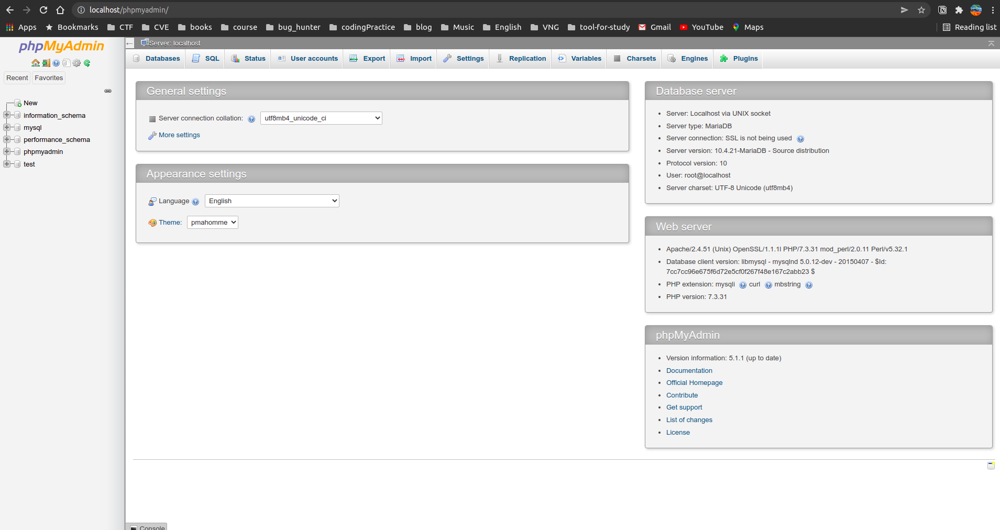 localhost/phpmyadmin/
Apps Bookmarks CTF CVE books course bug_hunter codingPractice blog Music English VNG tool-for-study Gmail YouTube Maps Reading list
phpMyAdmin
Recent Favorites
New
information_schema
mysql
performance_schema
phpmyadmin
test
Server: localhost
Databases SQL Status User accounts Export Import Settings Replication Variables Charsets Engines Plugins
General settings
Server connection collation: utf8mb4_unicode_ci
More settings
Appearance settings
Language English
Theme: pmahomme
Database server
Server: Localhost via UNIX socket
Server type: MariaDB
Server connection: SSL is not being used
Server version: 10.4.21-MariaDB - Source distribution
Protocol version: 10
User: root@localhost
Server charset: UTF-8 Unicode (utf8mb4)
Web server
Apache/2.4.51 (Unix) OpenSSL/1.1.1l PHP/7.3.31 mod_perl/2.0.11 Perl/v5.32.1
Database client version: libmysql - mysqlnd 5.0.12-dev - 20150407 - $Id:
7cc7cc96e675f6d72e5cf0f267f48e167c2abb23 $
PHP extension: mysqli curl mbstring
PHP version: 7.3.31
phpMyAdmin
Version information: 5.1.1 (up to date)
Documentation
Official Homepage
Contribute
Get support
List of changes
License
Console